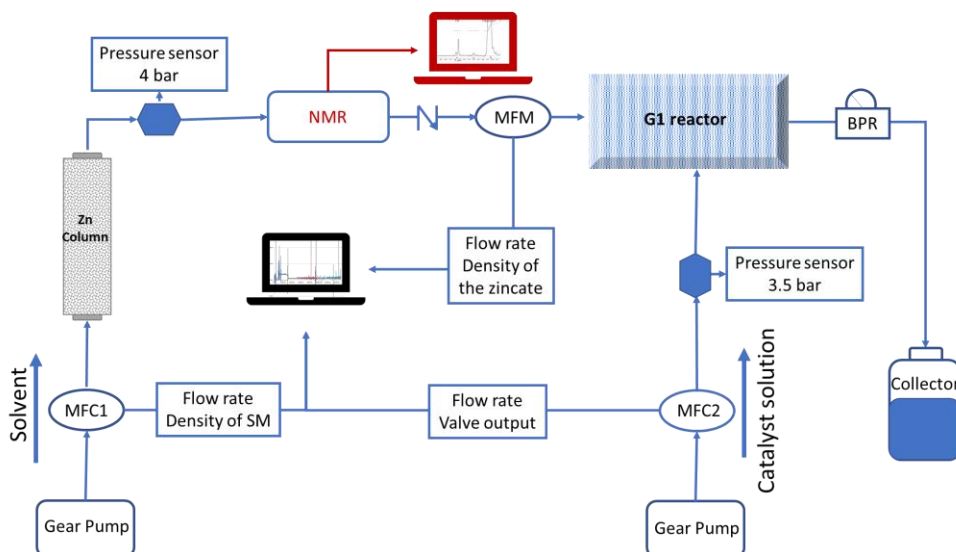 Pressure sensor
4 bar
NMR
MFM
G1 reactor
BPR
Zn
Column
Flow rate
Density of
the zincate
Pressure sensor
3.5 bar
Solvent
MFC1
Flow rate
Density of SM
Flow rate
Valve output
MFC2
Catalyst solution
Collector
Gear Pump
Gear Pump